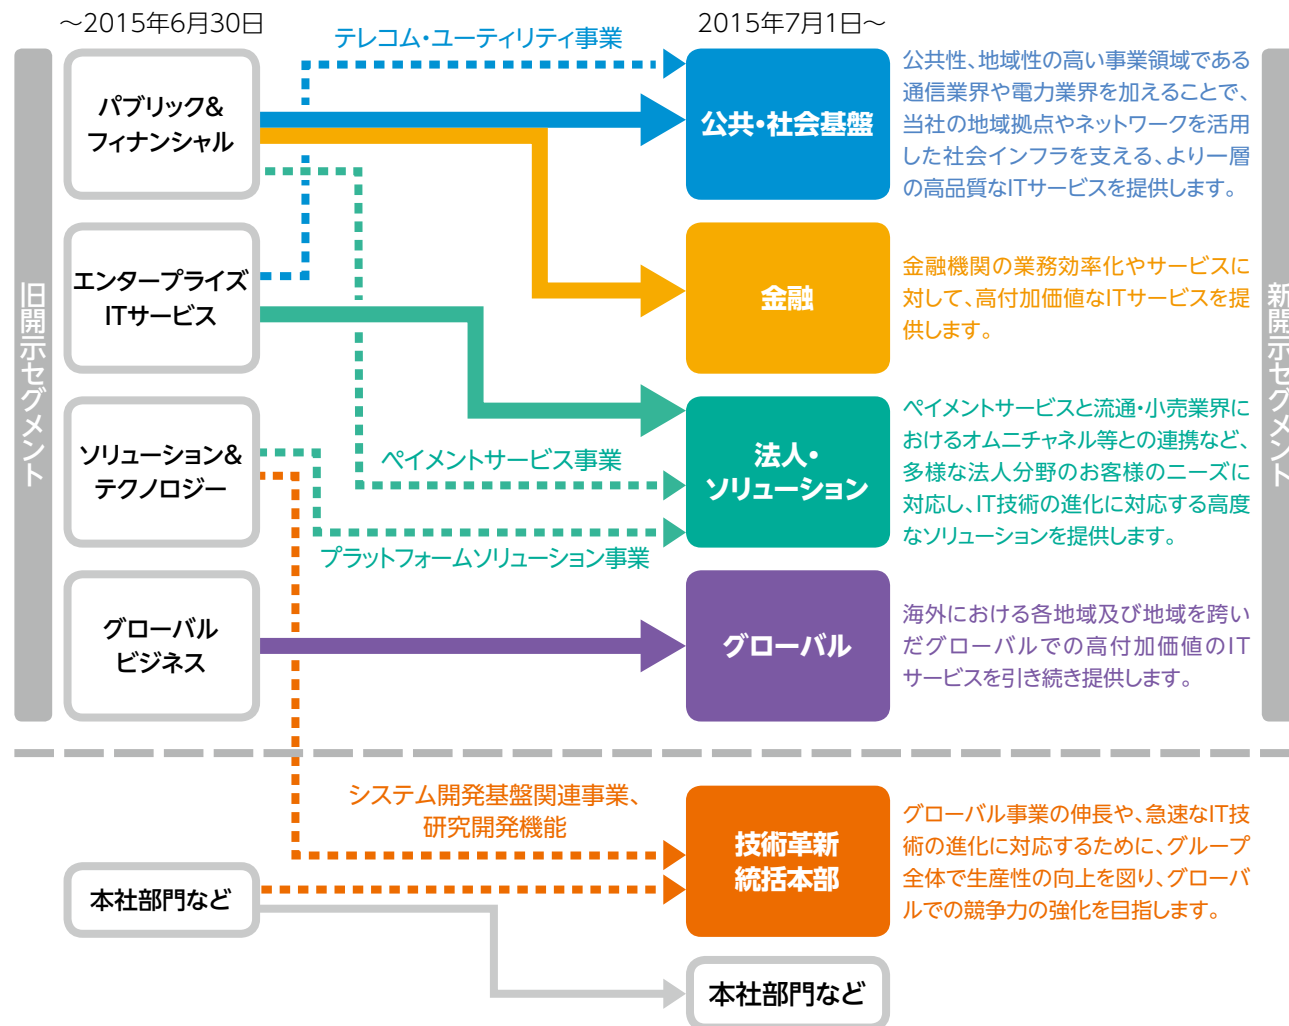 ～2015年6月30日
2015年7月1日～
旧開示セグメント
パブリック&
フィナンシャル
エンタープライズ
ITサービス
ソリューション&
テクノロジー
グローバル
ビジネス
本社部門など
テレコム・ユーティリティ事業
ペイメントサービス事業
プラットフォームソリューション事業
システム開発基盤関連事業、
研究開発機能
公共・社会基盤
公共性、地域性の高い事業領域である
通信業界や電力業界を加えることで、
当社の地域拠点やネットワークを活用
した社会インフラを支える、より一層
の高品質なITサービスを提供します。
金融
金融機関の業務効率化やサービスに
対して、高付加価値なITサービスを提
供します。
法人・
ソリューション
ペイメントサービスと流通・小売業界に
おけるオムニチャネル等との連携など、
多様な法人分野のお客様のニーズに
対応し、IT技術の進化に対応する高度
なソリューションを提供します。
グローバル
海外における各地域及び地域を跨い
だグローバルでの高付加価値のIT
サービスを引き続き提供します。
技術革新
統括本部
グローバル事業の伸長や、急速なIT技
術の進化に対応するために、グループ
全体で生産性の向上を図り、グローバ
ルでの競争力の強化を目指します。
本社部門など
新開示セグメント